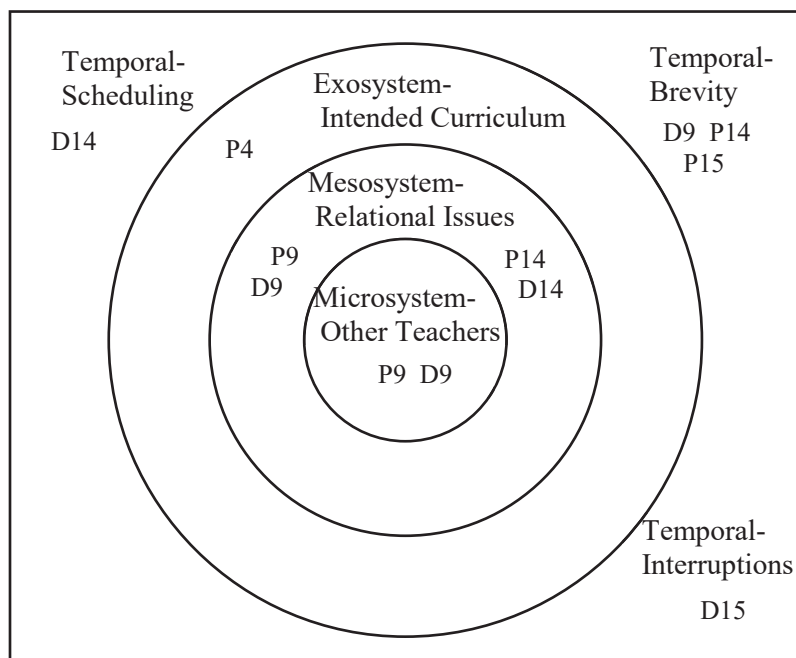 Temporal-
Scheduling
D14
Exosystem-
Intended Curriculum
P4
Temporal-
Brevity
D9 P14
P15
Mesosystem-
Relational Issues
P9
D9
P14
D14
Microsystem-
Other Teachers
P9 D9
Temporal-
Interruptions
D15